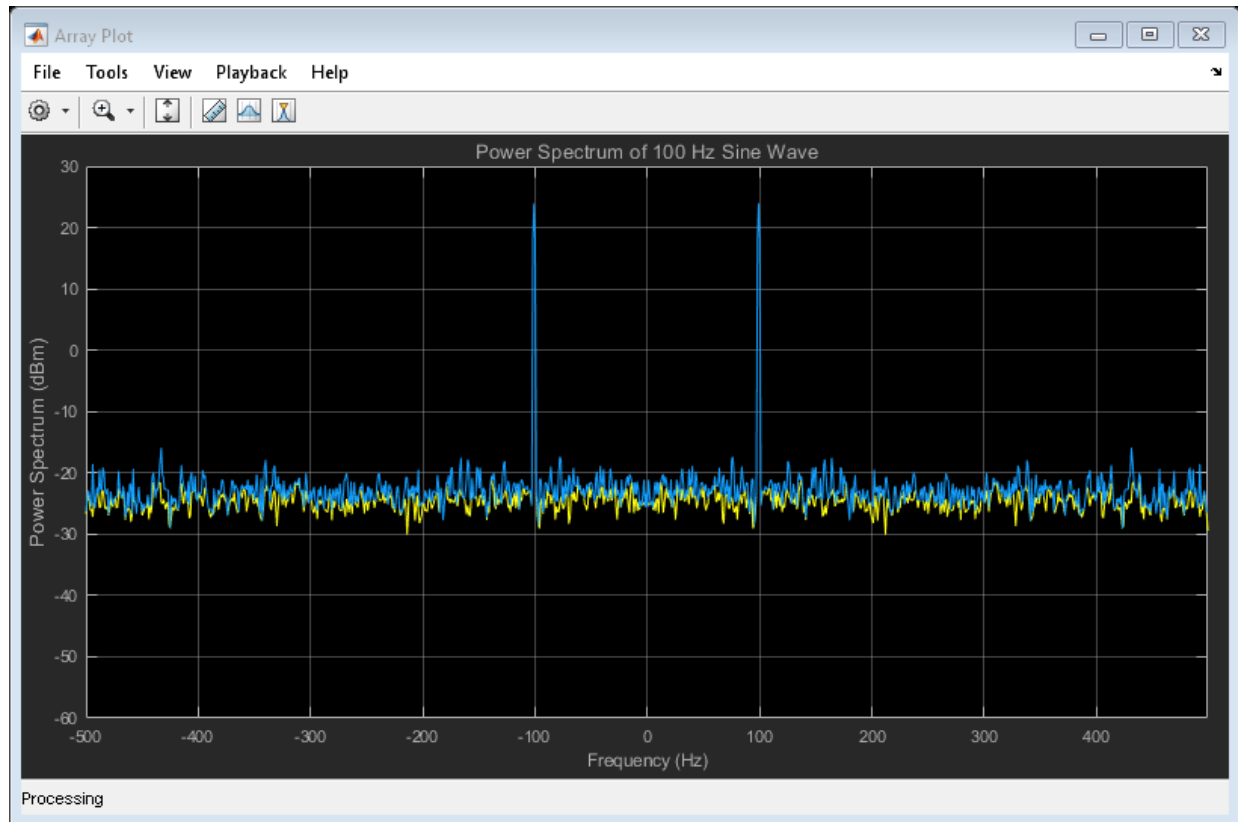 Array Plot
File Tools View Playback Help
Power Spectrum of 100 Hz Sine Wave
30
20
10
0
-10
-20
-30
-40
-50
-60
Power Spectrum (dBm)
-500 -400 -300 -200 -100 0 100 200 300 400
Frequency (Hz)
Processing